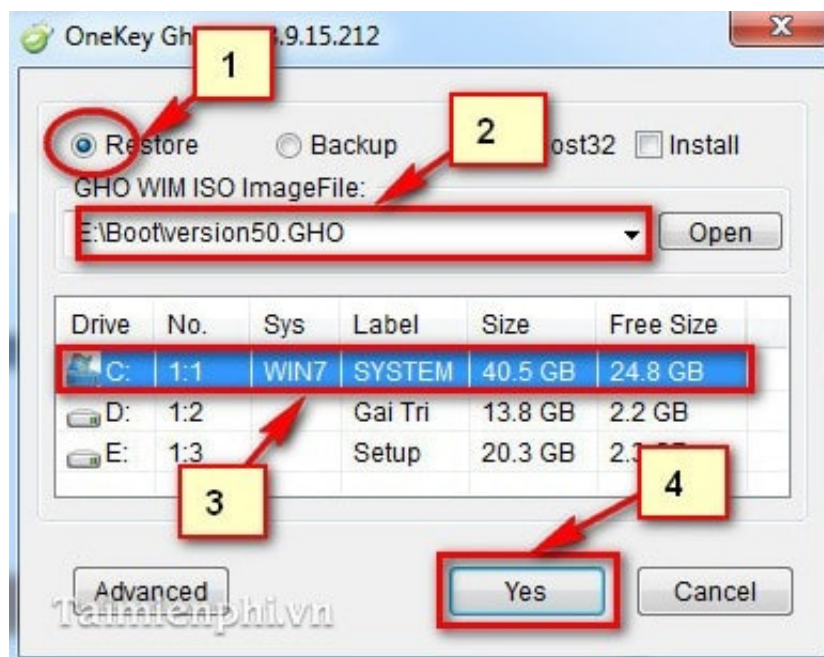 OneKey Gh 3.9.15.212
1
Restore Backup 2 ost32 Install
GHO WIM ISO ImageFile:
E:\Boot\version50.GHO Open
Drive No. Sys Label Size Free Size
C: 1:1 WIN7 SYSTEM 40.5 GB 24.8 GB
D: 1:2 Gai Tri 13.8 GB 2.2 GB
E: 1:3 Setup 20.3 GB
3 4
Advanced Yes Cancel
Taimienphi.vn